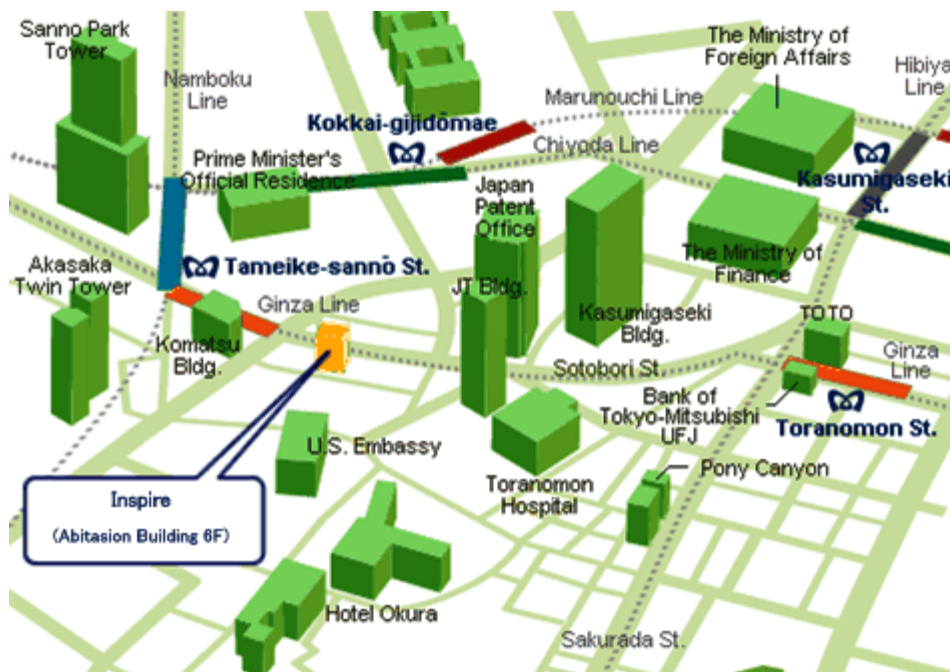 Sanno Park
Tower
Namboku
Line
The Ministry of
Foreign Affairs
Hibiya
Line
Marunouchi Line
Kokkai-gijidōmae
Chiyoda Line
Prime Minister's
Official Residence
Kasumigaseki
St.
Japan
Patent
Office
The Ministry of
Finance
Akasaka
Twin Tower
Tameike-sannō St.
JT Bldg.
Ginza Line
Kasumigaseki
Bldg.
TOTO
Komatsu
Bldg.
Sotobori St.
Ginza
Line
Bank of
Tokyo-Mitsubishi
UFJ
Toranomon St.
U.S. Embassy
Toranomon
Hospital
Pony Canyon
Inspire
(Abitasion Building 6F)
Hotel Okura
Sakurada St.